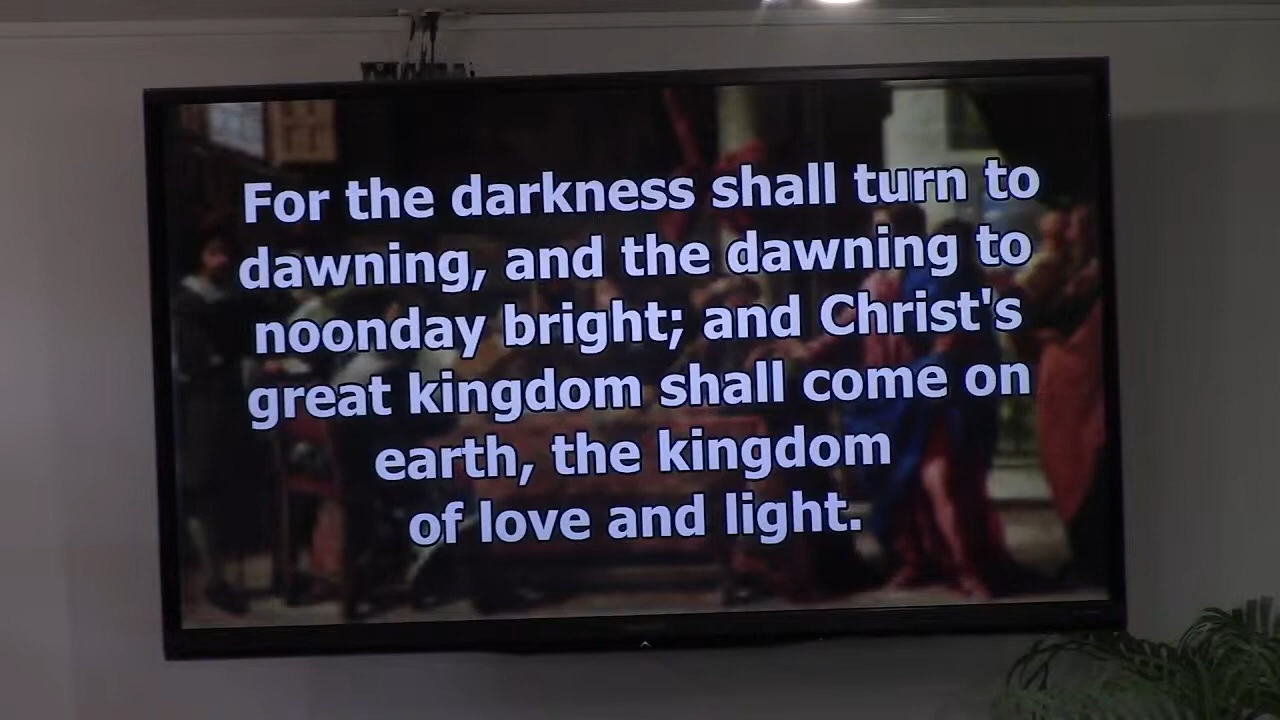 For the darkness shall turn to
dawning, and the dawning to
noonday bright; and Christ's
great kingdom shall come on
earth, the kingdom
of love and light.